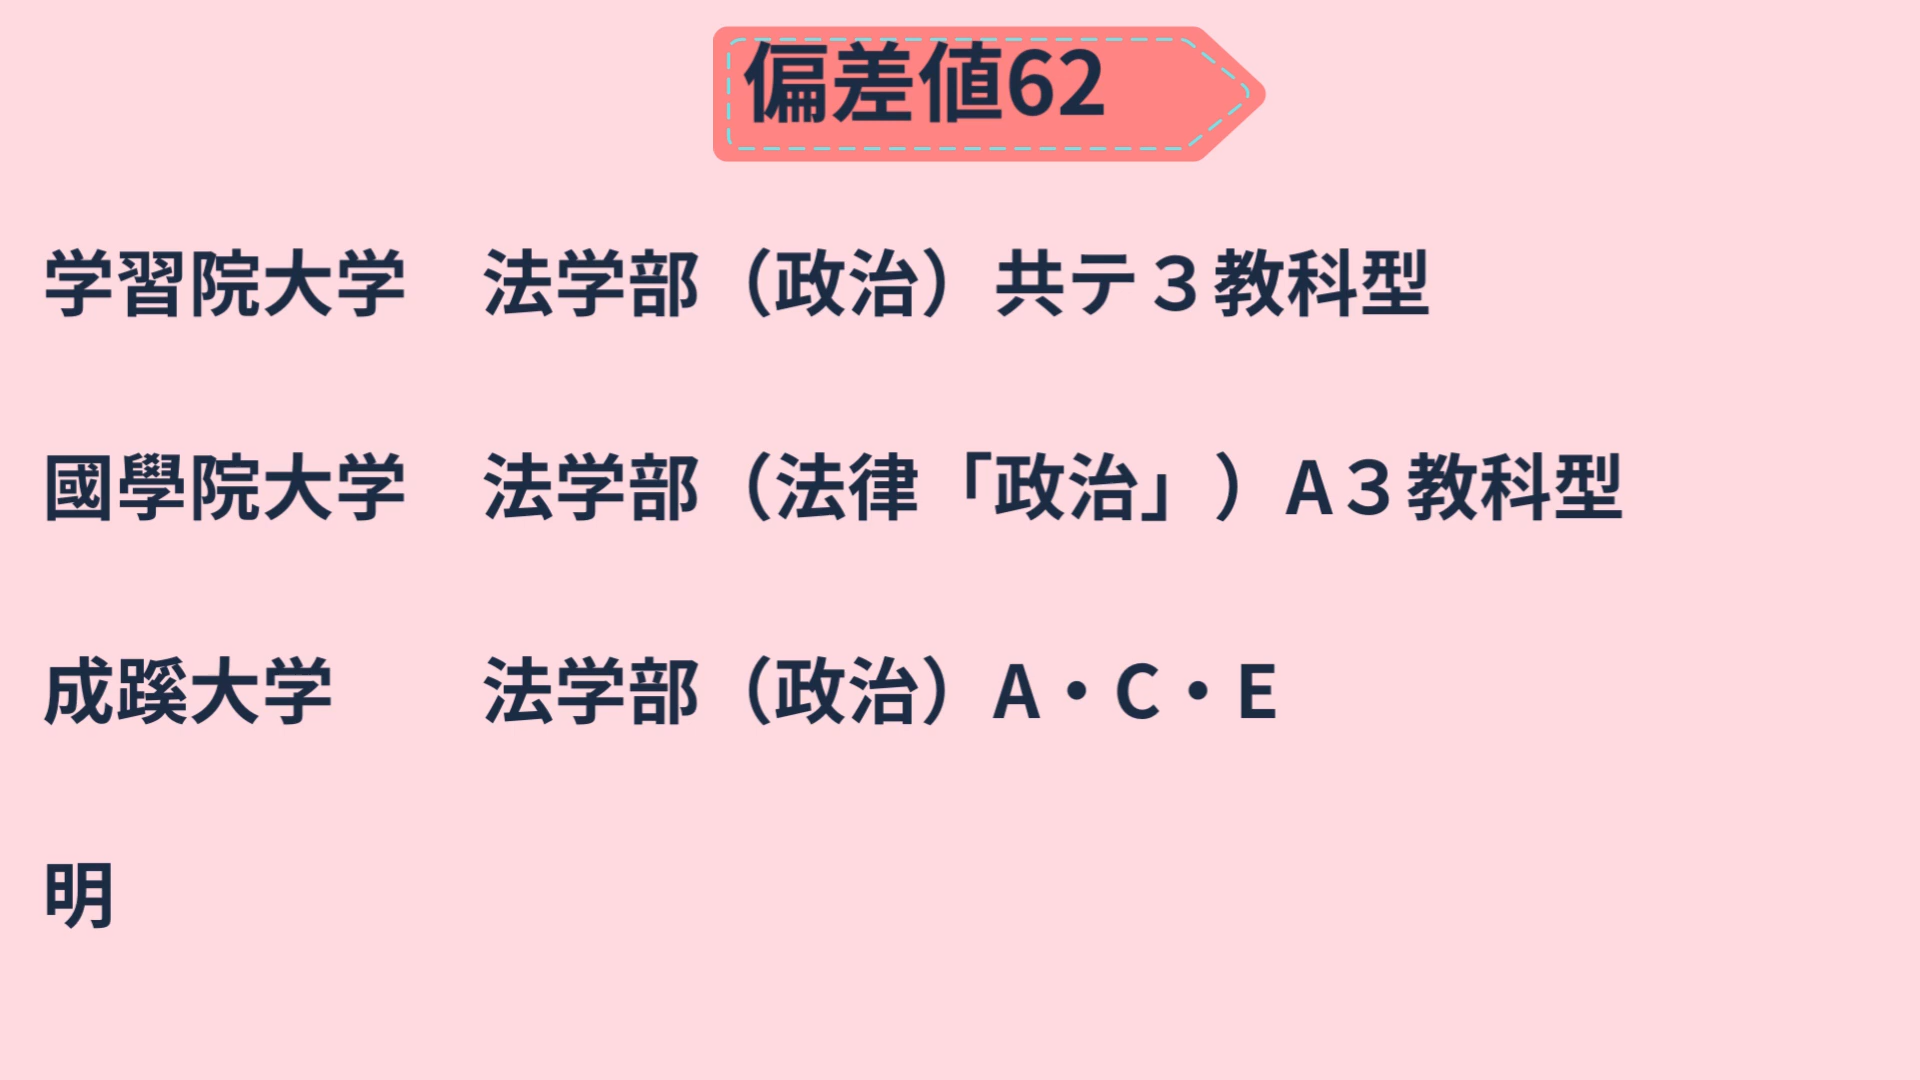 偏差値62
学習院大学　法学部（政治）共テ３教科型
國學院大学　法学部（法律「政治」）A３教科型
成蹊大学　　法学部（政治）A・C・E
明